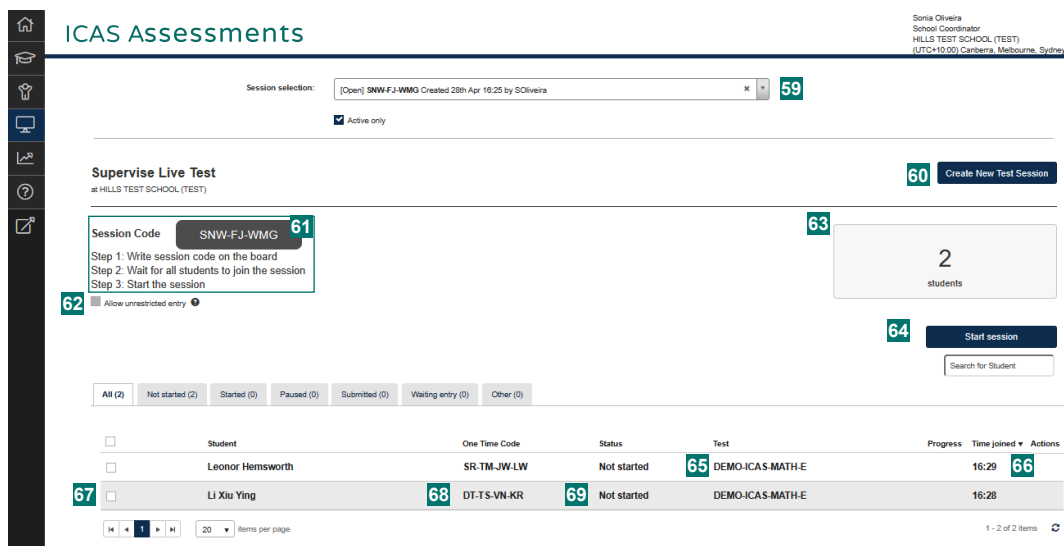 ICAS Assessments
Sonia Oliveira
School Coordinator
HILLS TEST SCHOOL (TEST)
(UTC+10:00) Canberra, Melbourne, Sydney
Session selection:
[Open] SNW-FJ-WMG Created 28th Apr 16:25 by SOliveira
59
Active only
Supervise Live Test
at HILLS TEST SCHOOL (TEST)
60 Create New Test Session
Session Code SNW-FJ-WMG 61
Step 1: Write session code on the board
Step 2: Wait for all students to join the session
Step 3: Start the session
62 Allow unrestricted entry ?
63
2
students
64 Start session
Search for Student
All (2) Not started (2) Started (0) Paused (0) Submitted (0) Waiting entry (0) Other (0)
Student One Time Code Status Test Progress Time joined Actions
Leonor Hemsworth SR-TM-JW-LW Not started 65 DEMO-ICAS-MATH-E 16:29 66
67 Li Xiu Ying 68 DT-TS-VN-KR 69 Not started DEMO-ICAS-MATH-E 16:28
1 20 items per page 1 - 2 of 2 items